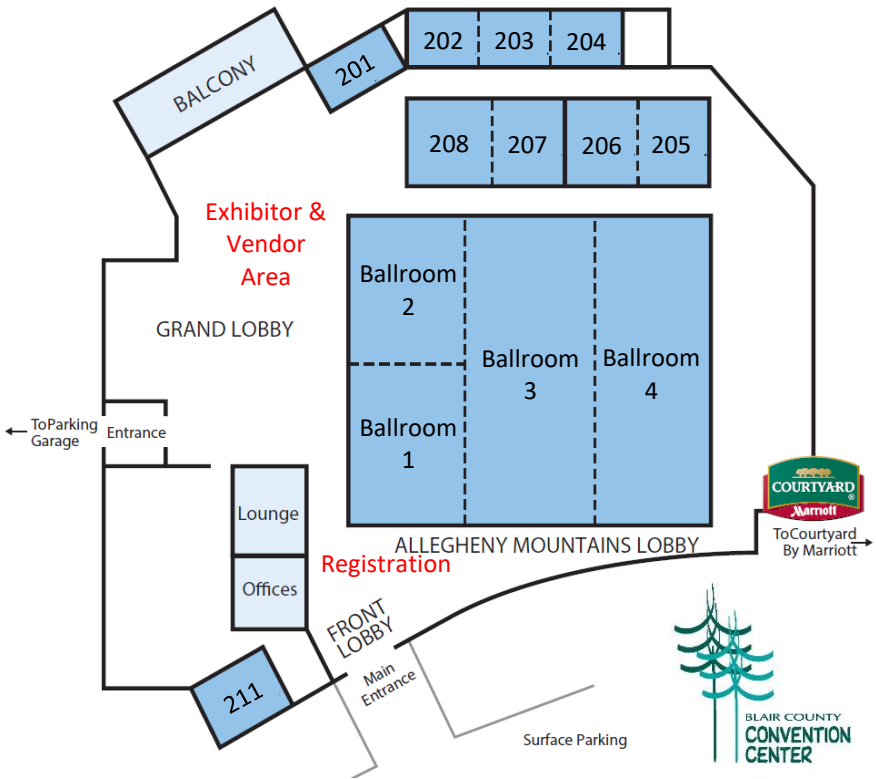 BALCONY
201
202
203
204
208
207
206
205
Exhibitor &
Vendor
Area
GRAND LOBBY
Ballroom
2
Ballroom
1
Ballroom
3
Ballroom
4
ToParking
Garage
Entrance
Lounge
Offices
ALLEGHENY MOUNTAINS LOBBY
Registration
COURTYARD
®
Marriott
ToCourtyard
By Marriott
FRONT
LOBBY
Main
Entrance
211
Surface Parking
BLAIR COUNTY
CONVENTION
CENTER